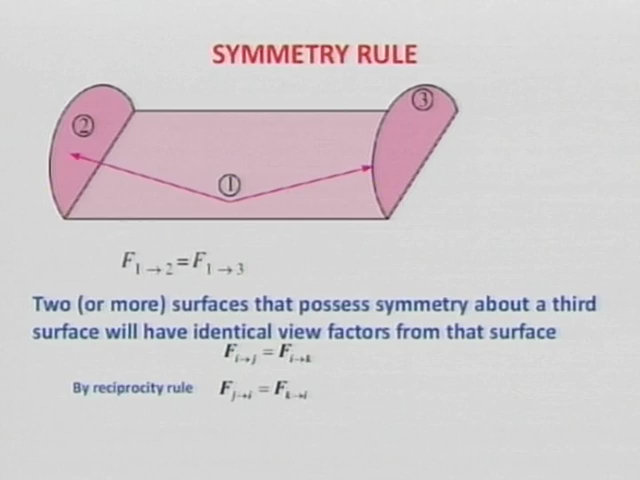 SYMMETRY RULE
② ③
①
F1→2 = F1→3
Two (or more) surfaces that possess symmetry about a third
surface will have identical view factors from that surface
Fi→j = Fi→k
By reciprocity rule Fj→i = Fk→i